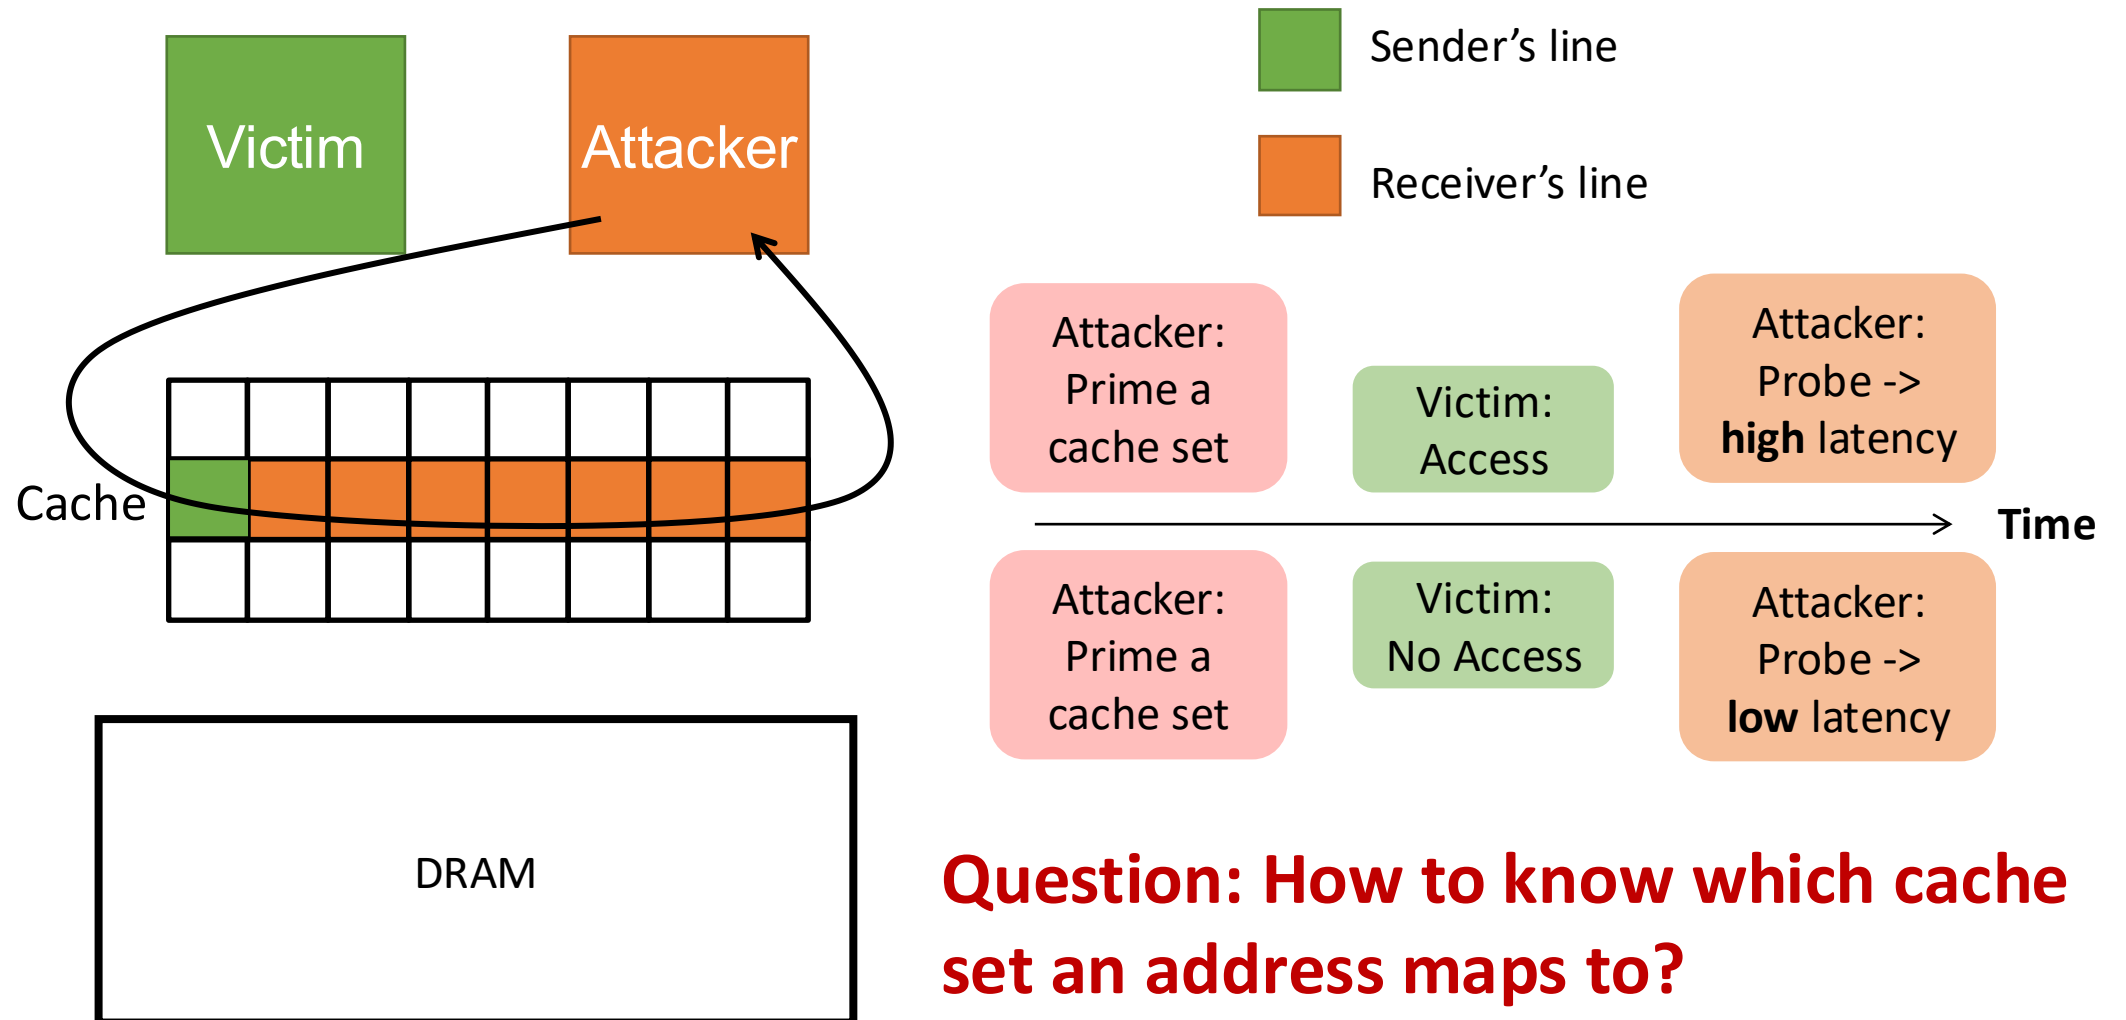 Victim
Attacker
Sender’s line
Receiver’s line
Cache
DRAM
Attacker:
Prime a
cache set
Victim:
Access
Attacker:
Probe ->
high latency
Time
Attacker:
Prime a
cache set
Victim:
No Access
Attacker:
Probe ->
low latency
Question: How to know which cache
set an address maps to?